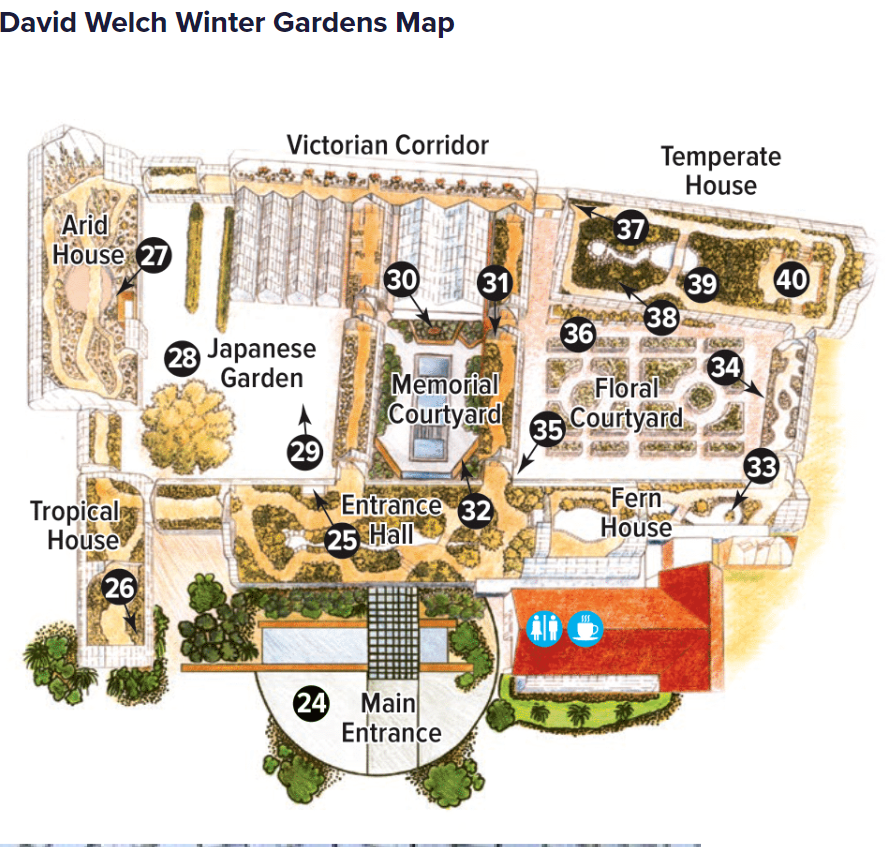 David Welch Winter Gardens Map
Victorian Corridor
Temperate
House
Arid
House
27
37
30
31
39
40
38
36
28
Japanese
Garden
34
Memorial
Courtyard
Floral
Courtyard
35
29
33
Tropical
House
Entrance
Hall
32
25
Fern
House
26
24
Main
Entrance